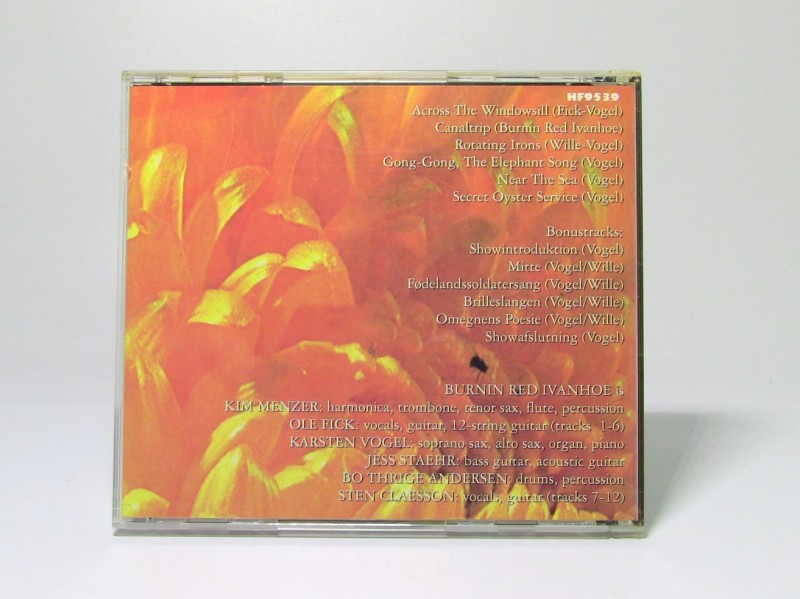 HF9539
Across The Windowsill (Fick-Vogel)
Canaltrip (Burnin Red Ivanhoe)
Rotating Irons (Wille-Vogel)
Gong-Gong, The Elephant Song (Vogel)
Near The Sea (Vogel)
Secret Oyster Service (Vogel)
Bonustracks:
Showintroduktion (Vogel)
Mitte (Vogel/Wille)
Fødelandssoldatersang (Vogel/Wille)
Brilleslangen (Vogel/Wille)
Omegnens Poesie (Vogel/Wille)
Showafslutning (Vogel)
BURNIN RED IVANHOE is
KIM MENZER: harmonica, trombone, tenor sax, flute, percussion
OLE FICK: vocals, guitar, 12-string guitar (tracks 1-6)
KARSTEN VOGEL: soprano sax, alto sax, organ, piano
JESS STAEHR: bass guitar, acoustic guitar
BO THRIGE ANDERSEN: drums, percussion
STEN CLAESSON: vocals, guitar (tracks 7-12)